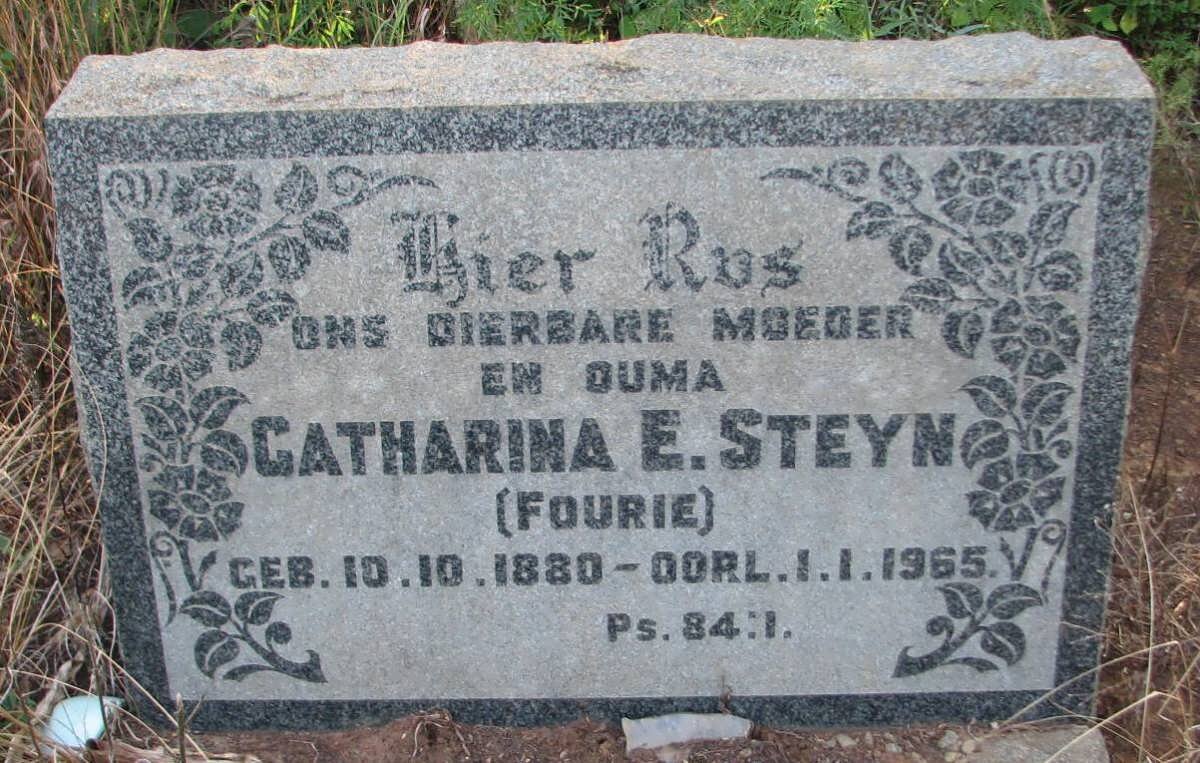 Hier Rus
ONS DIERBARE MOEDER
EN OUMA
CATHARINA E. STEYN
(FOURIE)
GEB. 10.10.1880 - OORL. 1.1.1965.
Ps. 84:1.